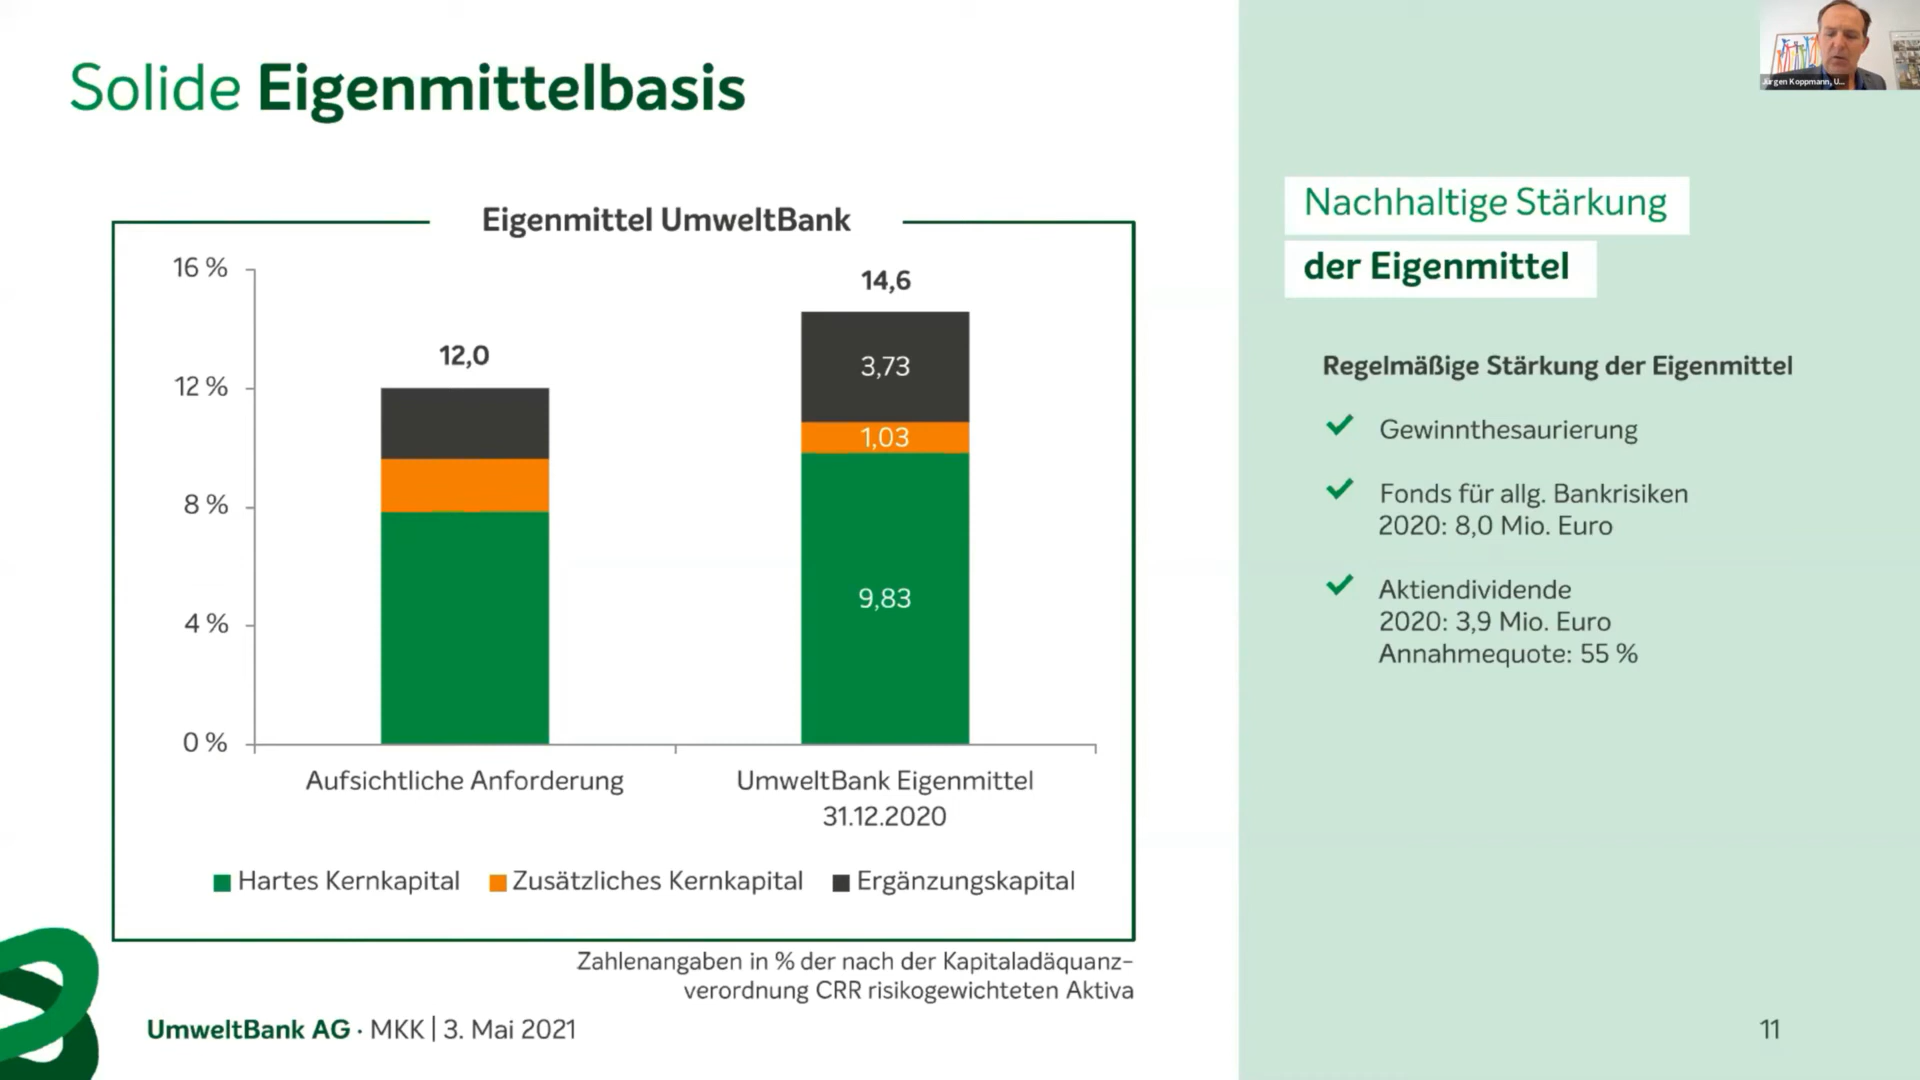 Solide Eigenmittelbasis
Jürgen Koppmann, U...
Eigenmittel UmweltBank
16 %
12 %
8 %
4 %
0 %
12,0
14,6
3,73
1,03
9,83
Aufsichtliche Anforderung
UmweltBank Eigenmittel
31.12.2020
Hartes Kernkapital
Zusätzliches Kernkapital
Ergänzungskapital
Zahlenangaben in % der nach der Kapitaladäquanz-
verordnung CRR risikogewichteten Aktiva
Nachhaltige Stärkung
der Eigenmittel
Regelmäßige Stärkung der Eigenmittel
Gewinnthesaurierung
Fonds für allg. Bankrisiken
2020: 8,0 Mio. Euro
Aktiendividende
2020: 3,9 Mio. Euro
Annahmequote: 55 %
UmweltBank AG · MKK | 3. Mai 2021
11